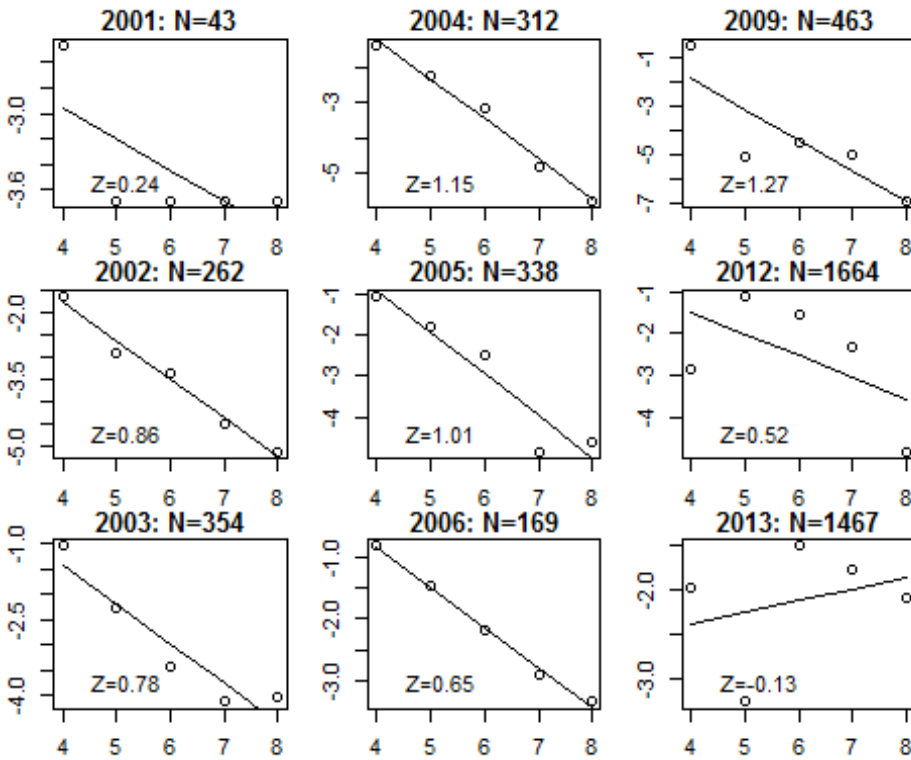 2001: N=43
-3.0
-3.6
Z=0.24
4 5 6 7 8
2004: N=312
-3
-5
Z=1.15
4 5 6 7 8
2009: N=463
-1
-3
-5
-7
Z=1.27
4 5 6 7 8
2002: N=262
-2.0
-3.5
-5.0
Z=0.86
4 5 6 7 8
2005: N=338
-1
-2
-4
Z=1.01
4 5 6 7 8
2012: N=1664
-1
-2
-3
-4
Z=0.52
4 5 6 7 8
2003: N=354
-1.0
-2.5
-4.0
Z=0.78
4 5 6 7 8
2006: N=169
-1.0
-2.0
-3.0
Z=0.65
4 5 6 7 8
2013: N=1467
-2.0
-3.0
Z=-0.13
4 5 6 7 8